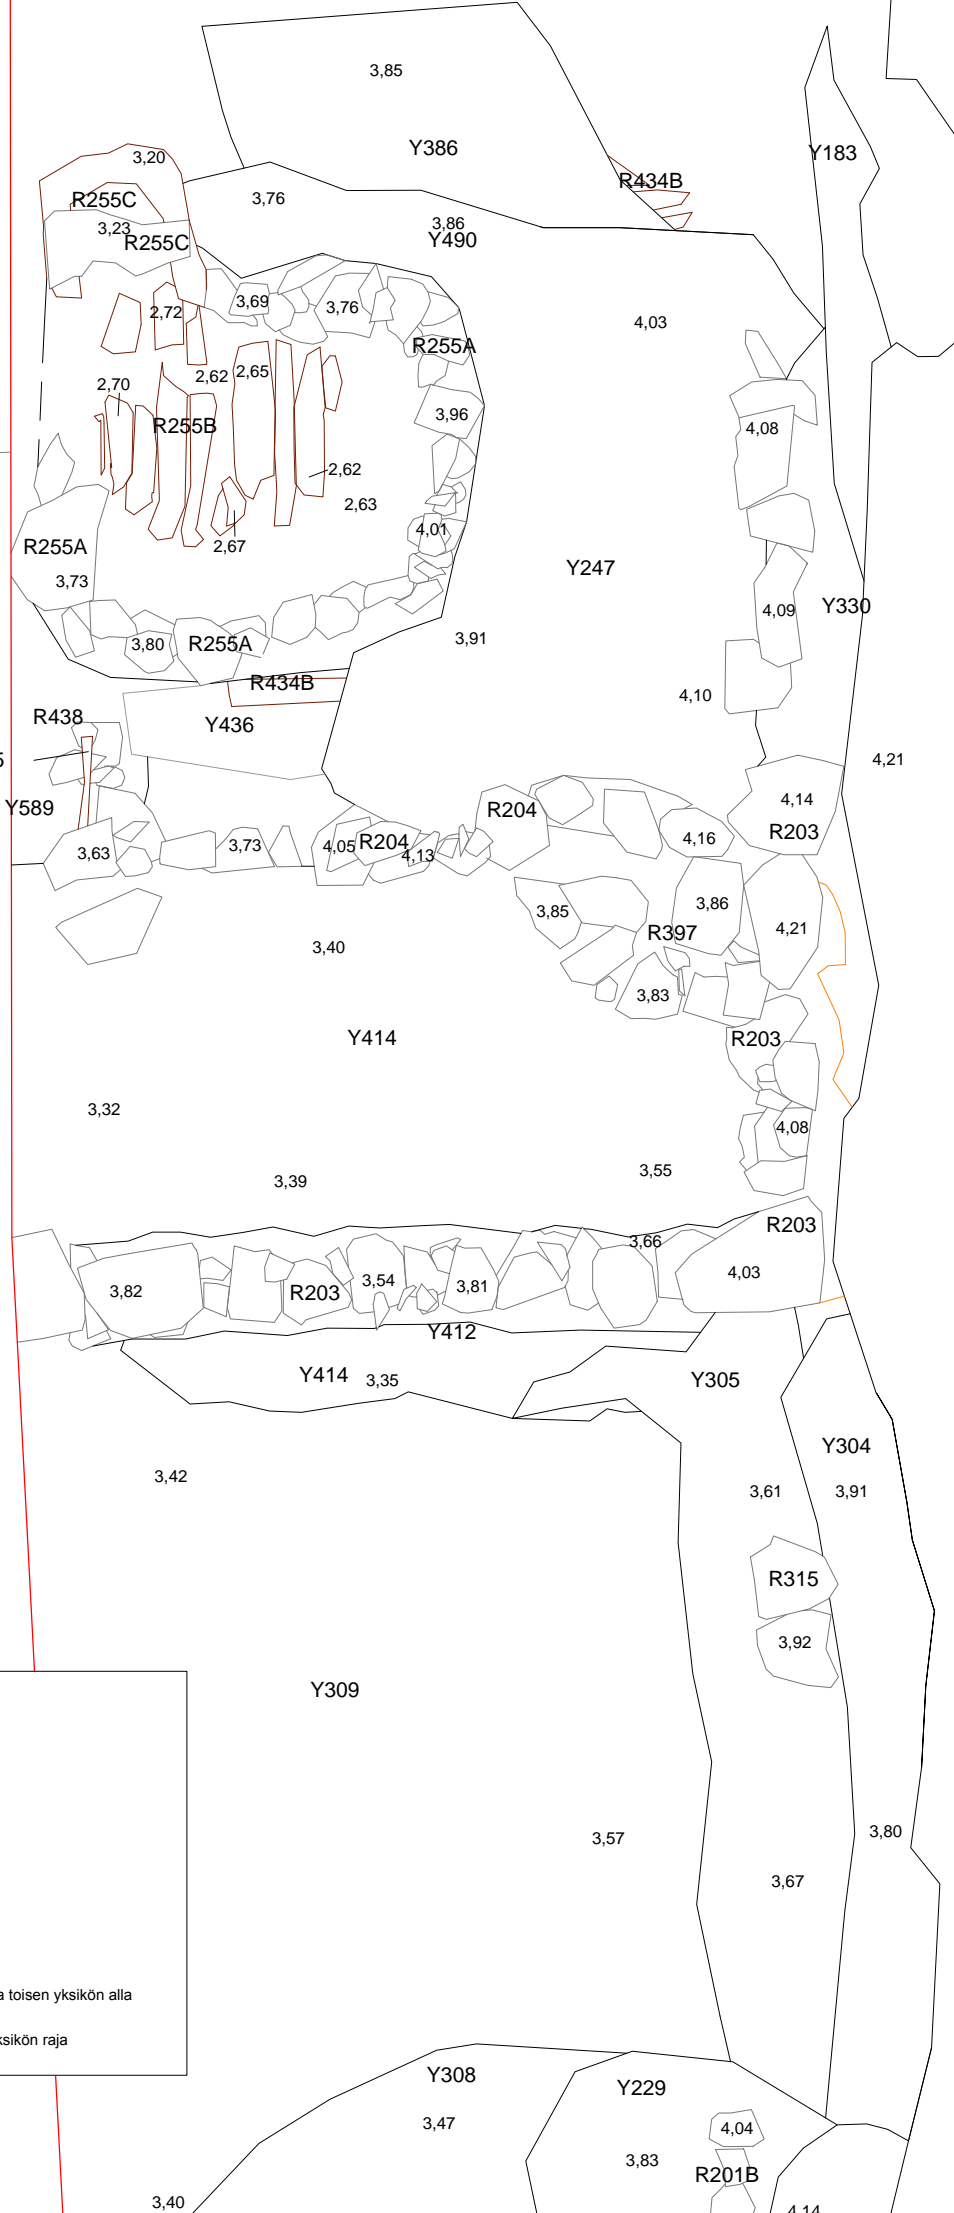 3,85
Y386
Y183
3,20
R434B
R255C
3,76
3,86
3,23
R255C
Y490
3,69
3,76
2,72
4,03
R255A
2,62
2,65
2,70
3,96
R255B
4,08
2,62
2,63
4,01
R255A
2,67
Y247
3,73
4,09
Y330
3,80
R255A
3,91
R434B
4,10
R438
Y436
5
4,21
Y589
R204
4,14
R203
4,16
3,63
3,73
4,05
R204
4,13
3,85
3,86
R397
4,21
3,40
3,83
Y414
R203
3,32
4,08
3,39
3,55
R203
3,66
3,82
R203
3,54
3,81
4,03
Y412
Y414
3,35
Y305
Y304
3,42
3,61
3,91
R315
3,92
Y309
3,57
3,80
3,67
a toisen yksikön alla
ksikön raja
Y308
Y229
3,47
4,04
3,83
R201B
3,40
4,14